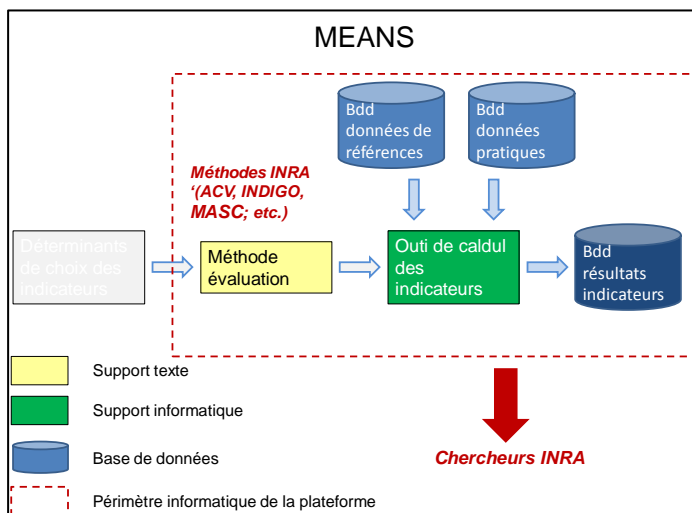 MEANS
Bdd
données de
références
Bdd
données
pratiques
Méthodes INRA
‘(ACV, INDIGO,
MASC; etc.)
Déterminants
de choix des
indicateurs
Méthode
évaluation
Outi de caldul
des
indicateurs
Bdd
résultats
indicateurs
Support texte
Support informatique
Base de données
Chercheurs INRA
Périmètre informatique de la plateforme